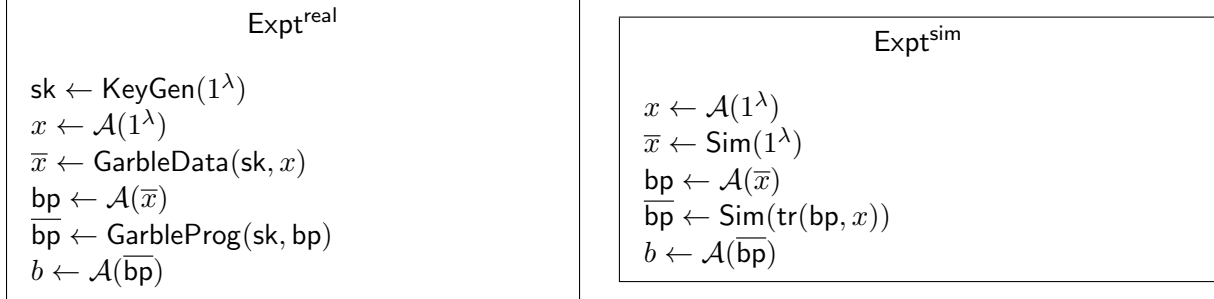 Expt^real
sk ← KeyGen(1^λ)
x ← A(1^λ)
x̅ ← GarbleData(sk, x)
bp ← A(x̅)
b̅p̅ ← GarbleProg(sk, bp)
b ← A(b̅p̅)
Expt^sim
x ← A(1^λ)
x̅ ← Sim(1^λ)
bp ← A(x̅)
b̅p̅ ← Sim(tr(bp, x))
b ← A(b̅p̅)